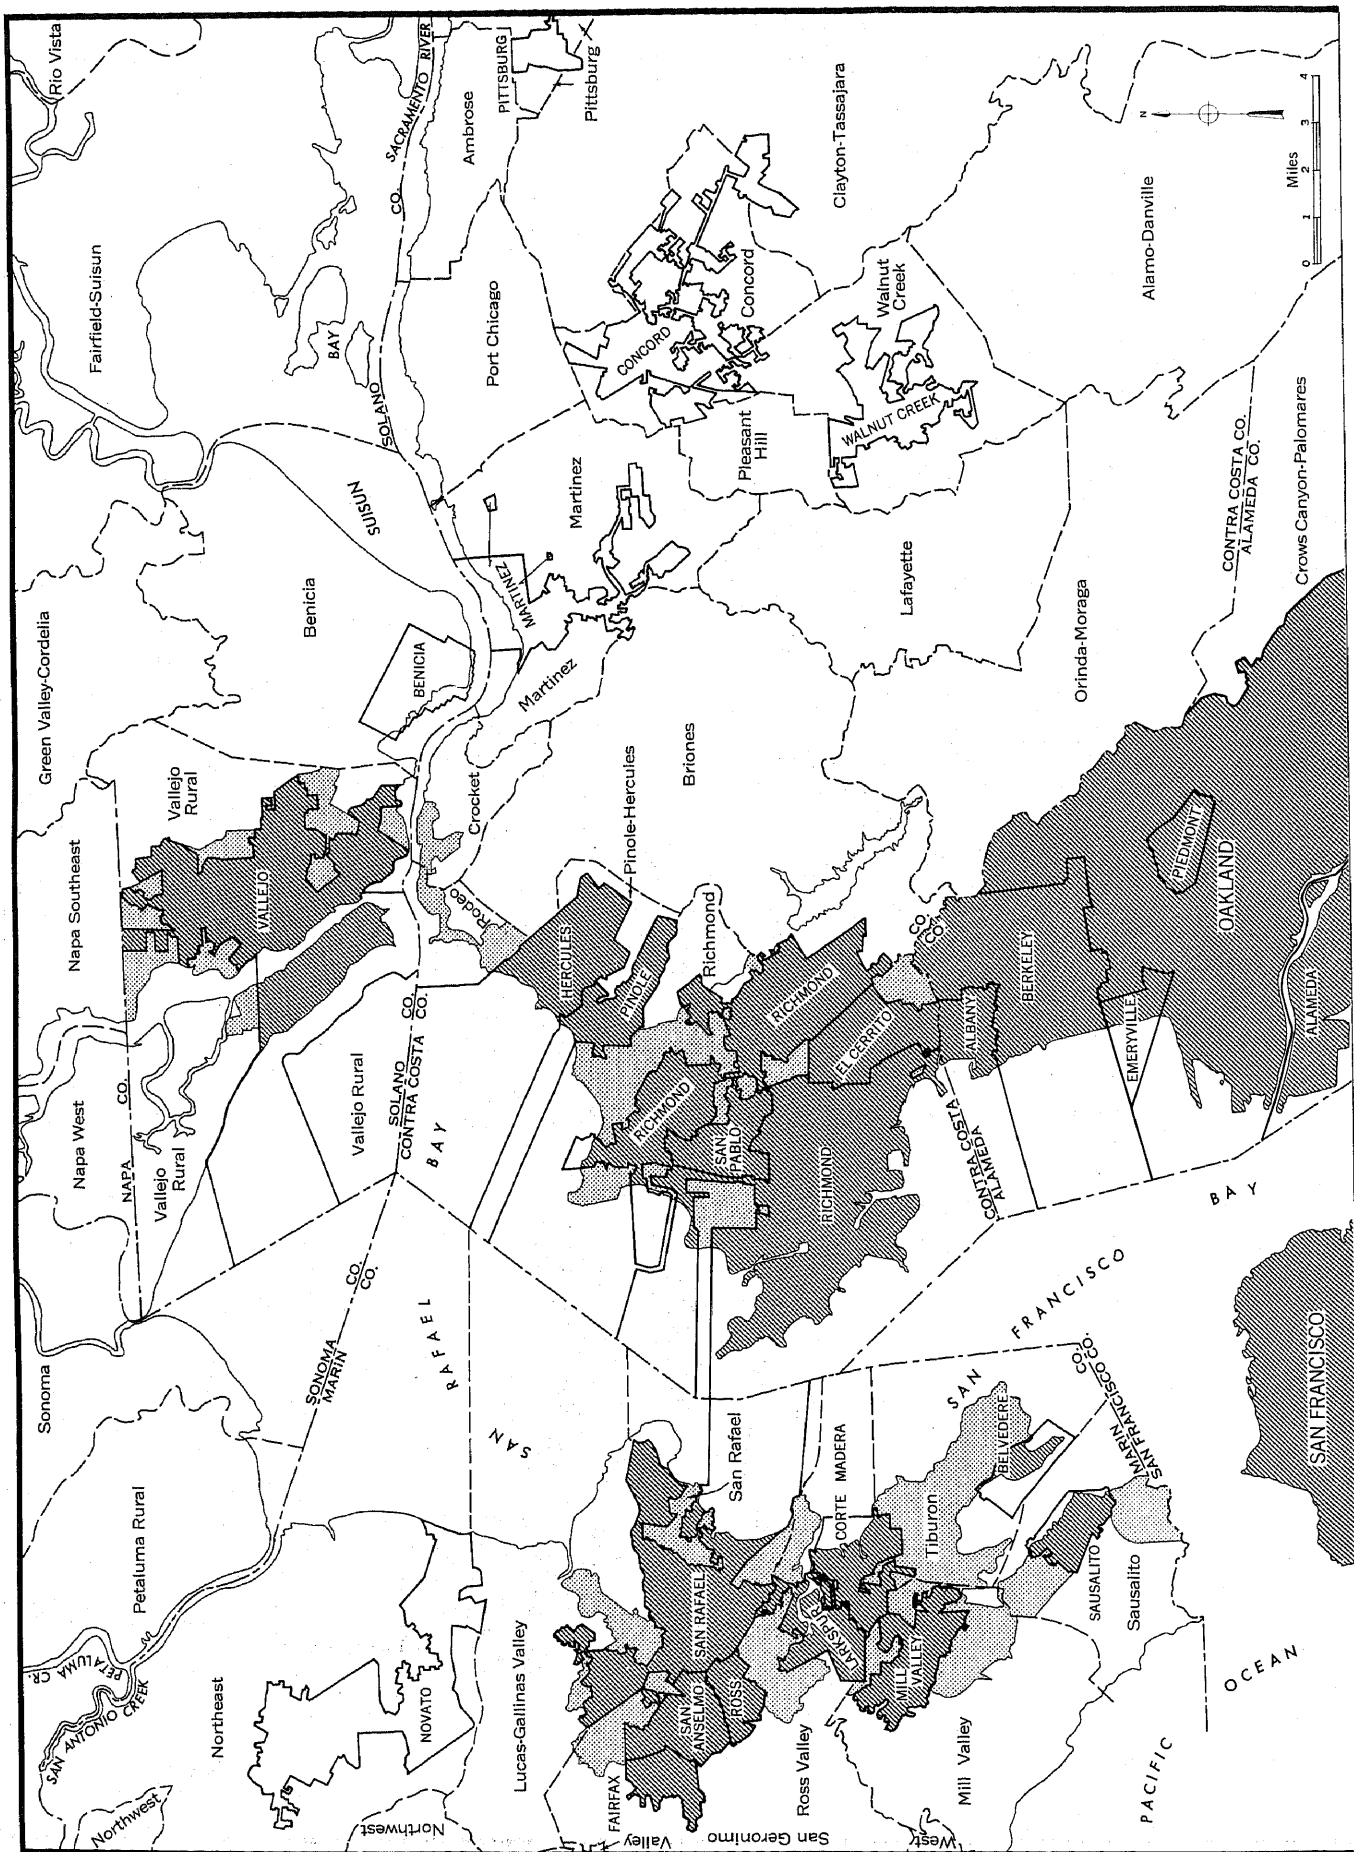 Northwest
SAN ANTONIO CREEK
PETALUMA
CR.
Petaluma Rural
Sonoma
Napa West
Napa Southeast
Green Valley-Cordelia
Fairfield-Suisun
Rio Vista
Northeast
NAPA CO.
Vallejo
Rural
Vallejo
Rural
VALLEJO
Benicia
BENICIA
SUISUN
BAY
SOLANO CO.
SACRAMENTO RIVER
Northwest
NOVATO
SONOMA CO.
MARIN CO.
Vallejo Rural
SOLANO CO.
CONTRA COSTA CO.
SAN RAFAEL BAY
Rodeo
Crocket
Martinez
MARTINEZ
Martinez
Port Chicago
Ambrose
PITTSBURG
Pittsburg
Lucas-Gallinas Valley
San Geronimo Valley
FAIRFAX
SAN
ANSELMO
ROSS
SAN RAFAEL
San Rafael
HERCULES
PINOLE
Pinole-Hercules
Richmond
RICHMOND
SAN
PABLO
RICHMOND
RICHMOND
EL CERRITO
Briones
Pleasant
Hill
CONCORD
Concord
Clayton-Tassajara
Ross Valley
LARKSPUR
CORTE MADERA
West
MILL
VALLEY
Mill Valley
Tiburon
BELVEDERE
SAUSALITO
Sausalito
SAN FRANCISCO BAY
MARIN CO.
SAN FRANCISCO CO.
CONTRA COSTA CO.
ALAMEDA CO.
ALBANY
BERKELEY
EMERYVILLE
Lafayette
WALNUT CREEK
Walnut
Creek
Orinda-Moraga
Alamo-Danville
PACIFIC OCEAN
SAN FRANCISCO
ALAMEDA
OAKLAND
PIEDMONT
CONTRA COSTA CO.
ALAMEDA CO.
Crows Canyon-Palomares
N
0 1 2 3 4
Miles